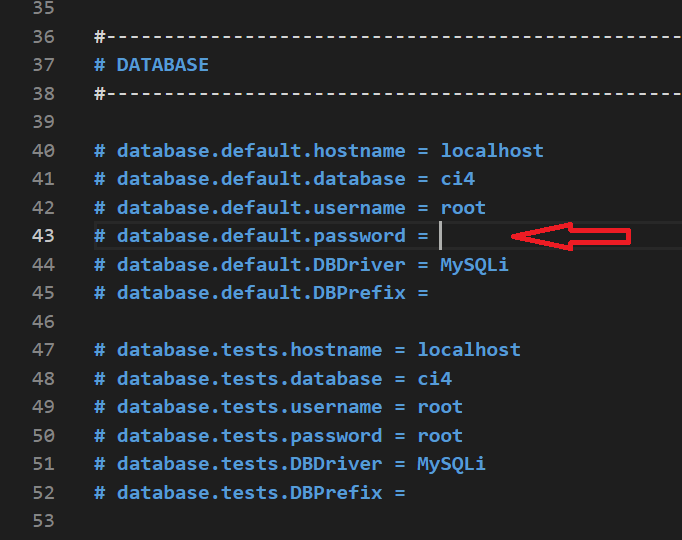 35
36 #--------------------------------------------------
37 # DATABASE
38 #--------------------------------------------------
39
40 # database.default.hostname = localhost
41 # database.default.database = ci4
42 # database.default.username = root
43 # database.default.password =
44 # database.default.DBDriver = MySQLi
45 # database.default.DBPrefix =
46
47 # database.tests.hostname = localhost
48 # database.tests.database = ci4
49 # database.tests.username = root
50 # database.tests.password = root
51 # database.tests.DBDriver = MySQLi
52 # database.tests.DBPrefix =
53